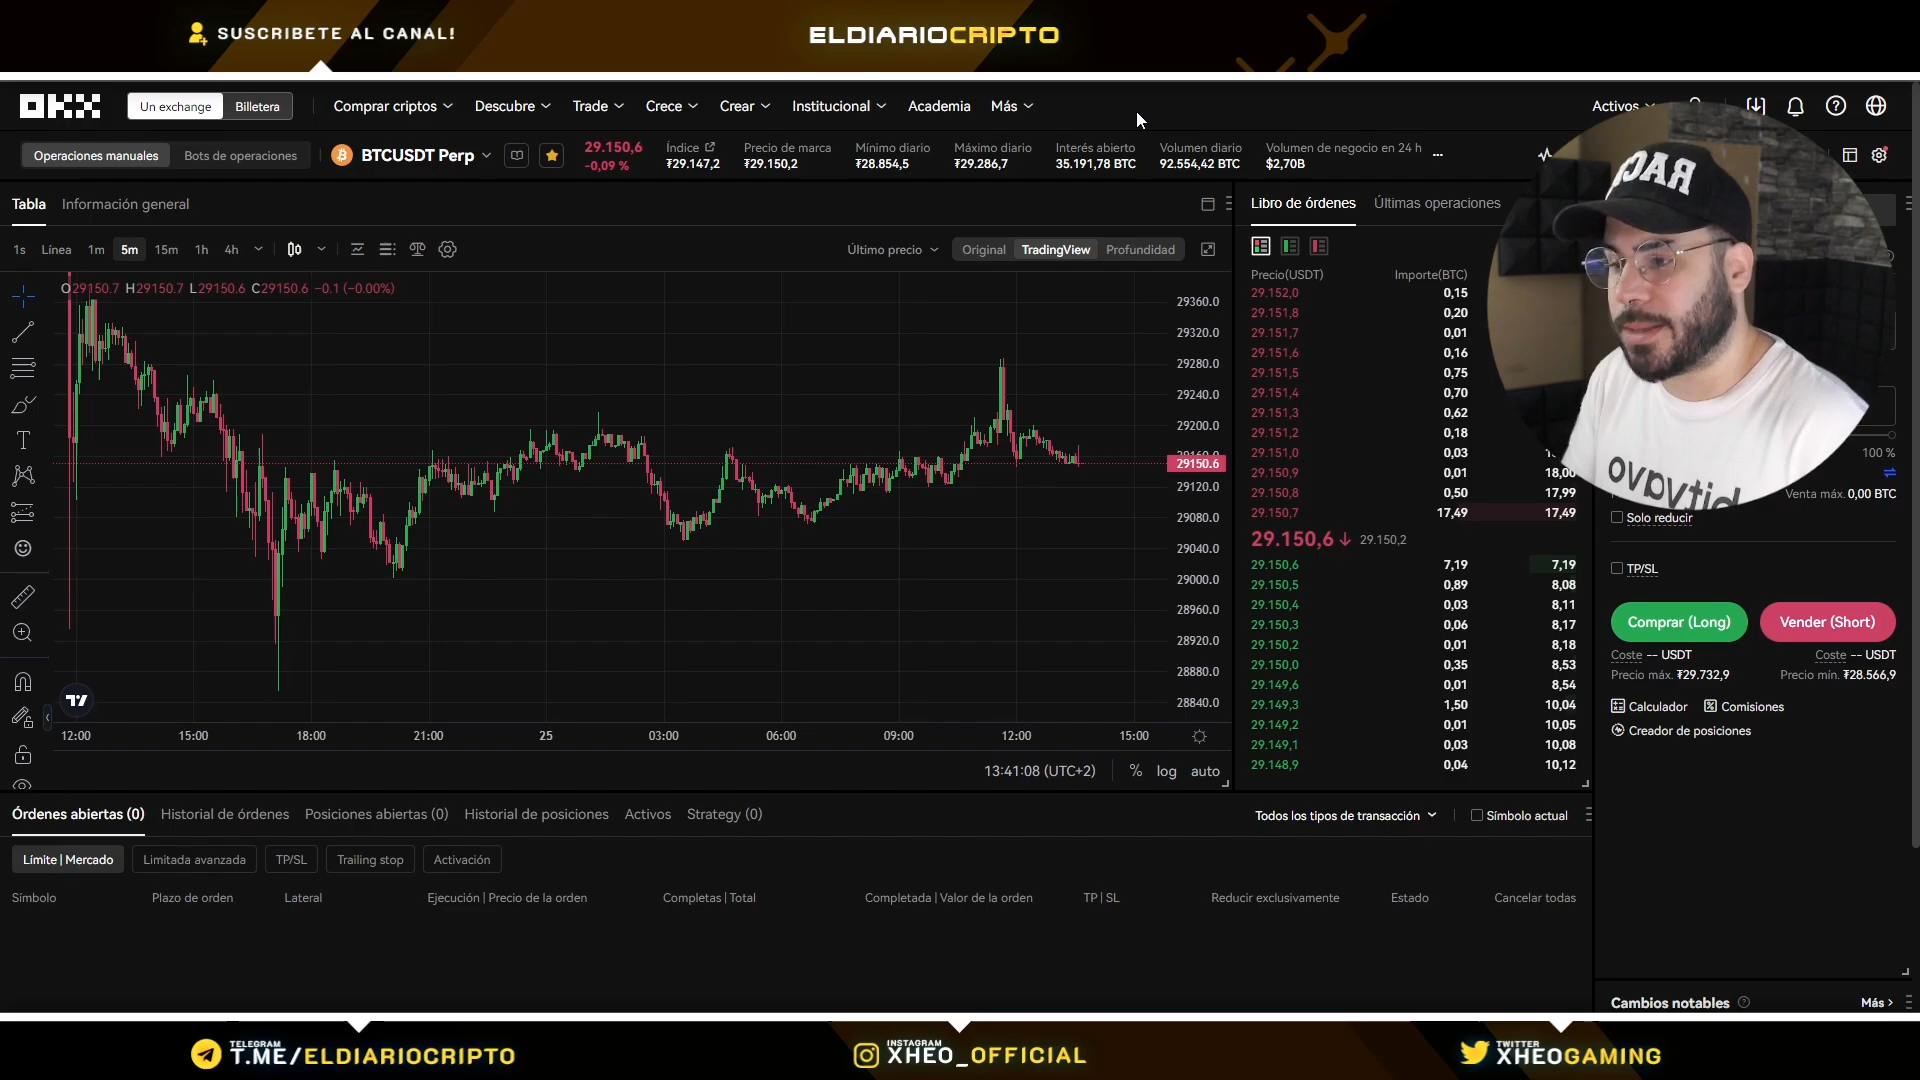 SUSCRIBETE AL CANAL!
ELDIARIOCRIPTO
OKX
Un exchange Billetera Comprar criptos Descubre Trade Crece Crear Institucional Academia Más Activos
Operaciones manuales Bots de operaciones BTCUSDT Perp
29.150,6
-0,09 %
Índice
₮29.147,2
Precio de marca
₮29.150,2
Mínimo diario
₮28.854,5
Máximo diario
₮29.286,7
Interés abierto
35.191,78 BTC
Volumen diario
92.554,42 BTC
Volumen de negocio en 24 h
$2,70B
...
Tabla Información general
1s Línea 1m 5m 15m 1h 4h
Último precio Original TradingView Profundidad
O29150.7 H29150.7 L29150.6 C29150.6 −0.1 (−0.00%)
29360.0
29320.0
29280.0
29240.0
29200.0
29150.6
29120.0
29080.0
29040.0
29000.0
28960.0
28920.0
28880.0
28840.0
12:00 15:00 18:00 21:00 25 03:00 06:00 09:00 12:00 15:00
13:41:08 (UTC+2) % log auto
Libro de órdenes Últimas operaciones
Precio(USDT) Importe(BTC)
29.152,0 0,15
29.151,8 0,20
29.151,7 0,01
29.151,6 0,16
29.151,5 0,75
29.151,4 0,70
29.151,3 0,62
29.151,2 0,18
29.151,0 0,03
29.150,9 0,01 18,00
29.150,8 0,50 17,99
29.150,7 17,49 17,49
29.150,6 29.150,2
29.150,6 7,19 7,19
29.150,5 0,89 8,08
29.150,4 0,03 8,11
29.150,3 0,06 8,17
29.150,2 0,01 8,18
29.150,0 0,35 8,53
29.149,6 0,01 8,54
29.149,3 1,50 10,04
29.149,2 0,01 10,05
29.149,1 0,03 10,08
29.148,9 0,04 10,12
100 %
Venta máx. 0,00 BTC
Solo reducir
TP/SL
Comprar (Long) Vender (Short)
Coste -- USDT Coste -- USDT
Precio máx. ₮29.732,9 Precio mín. ₮28.566,9
Calculador Comisiones
Creador de posiciones
Órdenes abiertas (0) Historial de órdenes Posiciones abiertas (0) Historial de posiciones Activos Strategy (0)
Todos los tipos de transacción Símbolo actual
Límite | Mercado Limitada avanzada TP/SL Trailing stop Activación
Símbolo Plazo de orden Lateral Ejecución | Precio de la orden Completas | Total Completada | Valor de la orden TP | SL Reducir exclusivamente Estado Cancelar todas
Cambios notables Más
TELEGRAM
T.ME/ELDIARIOCRIPTO
INSTAGRAM
XHEO_OFFICIAL
TWITTER
XHEOGAMING